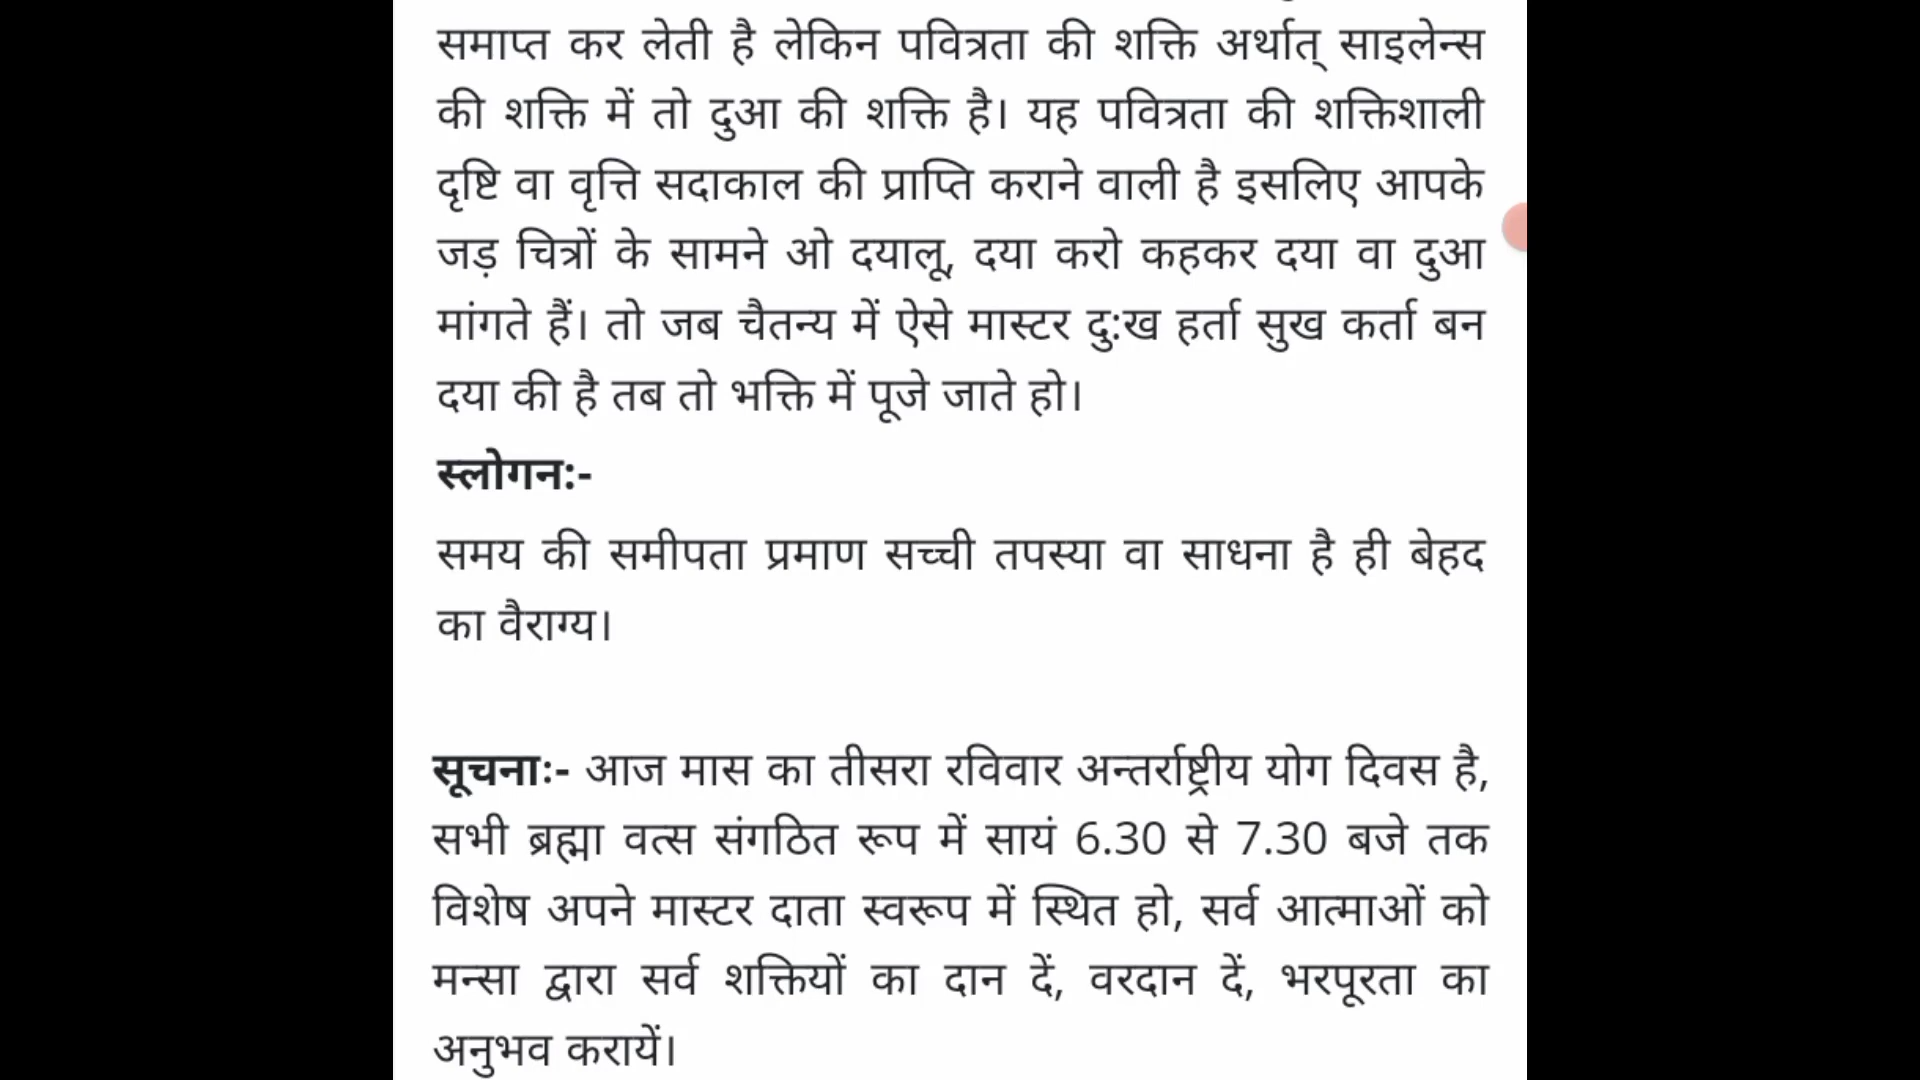 समाप्त कर लेती है लेकिन पवित्रता की शक्ति अर्थात् साइलेन्स
की शक्ति में तो दुआ की शक्ति है। यह पवित्रता की शक्तिशाली
दृष्टि वा वृत्ति सदाकाल की प्राप्ति कराने वाली है इसलिए आपके
जड़ चित्रों के सामने ओ दयालू, दया करो कहकर दया वा दुआ
मांगते हैं। तो जब चैतन्य में ऐसे मास्टर दु:ख हर्ता सुख कर्ता बन
दया की है तब तो भक्ति में पूजे जाते हो।
स्लोगन:-
समय की समीपता प्रमाण सच्ची तपस्या वा साधना है ही बेहद
का वैराग्य।
सूचना:- आज मास का तीसरा रविवार अन्तर्राष्ट्रीय योग दिवस है,
सभी ब्रह्मा वत्स संगठित रूप में सायं 6.30 से 7.30 बजे तक
विशेष अपने मास्टर दाता स्वरूप में स्थित हो, सर्व आत्माओं को
मन्सा द्वारा सर्व शक्तियों का दान दें, वरदान दें, भरपूरता का
अनुभव करायें।